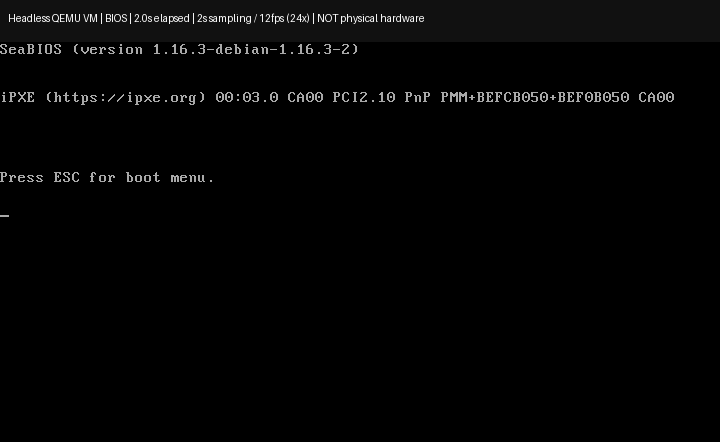 Headless QEMU VM | BIOS | 2.0s elapsed | 2s sampling / 12fps (24x) | NOT physical hardware
SeaBIOS (version 1.16.3-debian-1.16.3-2)
iPXE (https://ipxe.org) 00:03.0 CA00 PCI2.10 PnP PMM+BEFCB050+BEF0B050 CA00
Press ESC for boot menu.